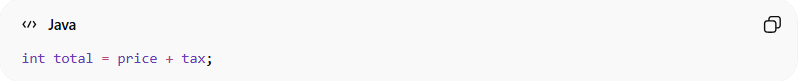 Java
int total = price + tax;